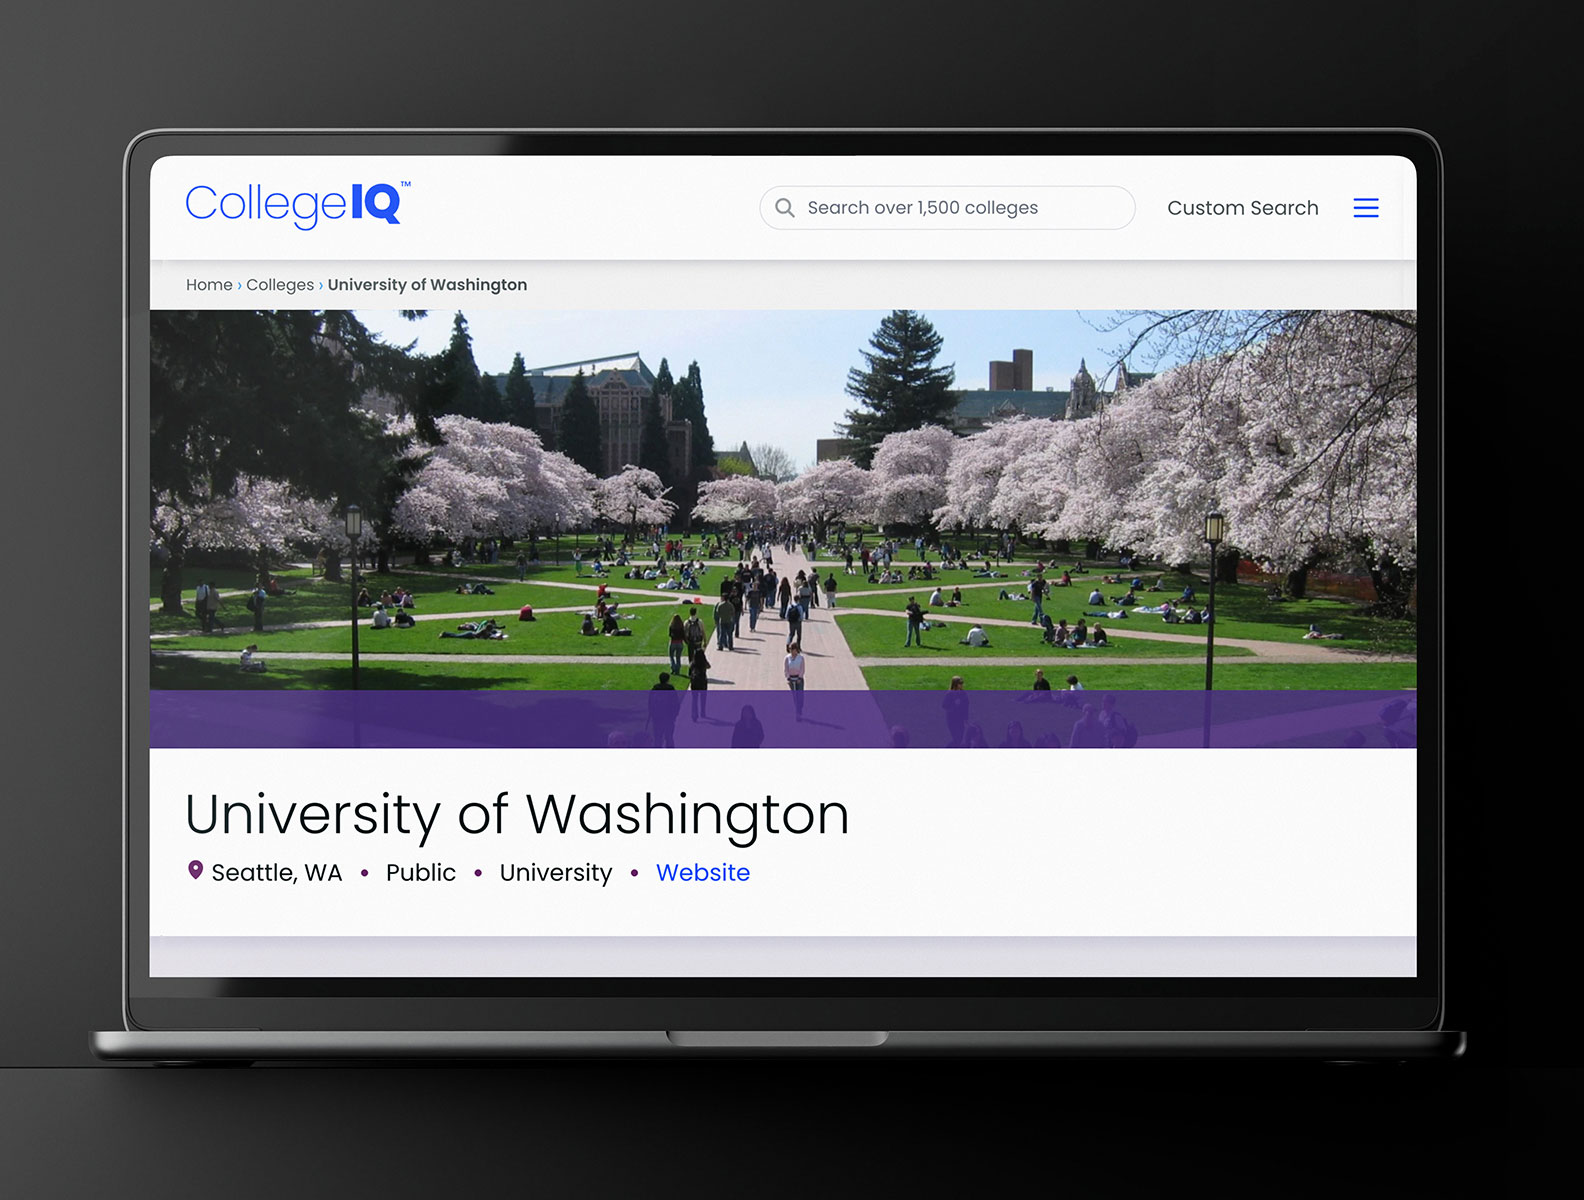 CollegeIQ™
Search over 1,500 colleges
Custom Search
Home › Colleges › University of Washington
University of Washington
Seattle, WA • Public • University • Website